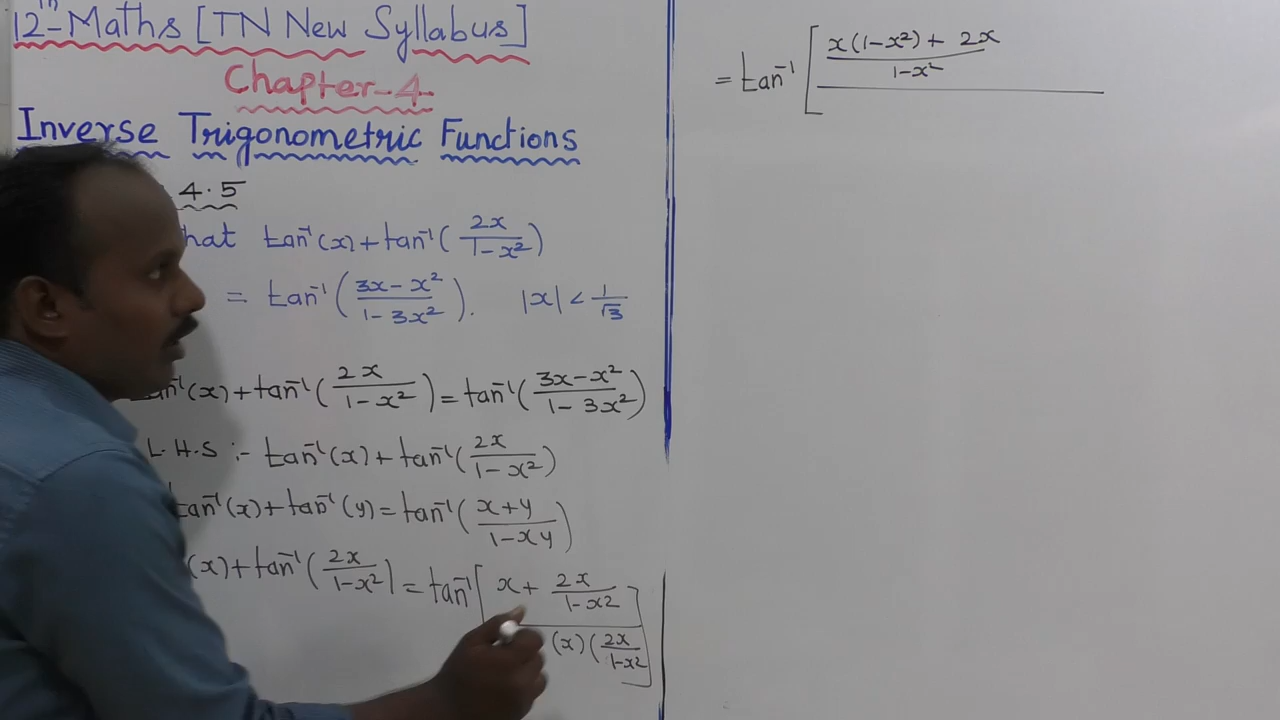 12th Maths [TN New Syllabus]
Chapter-4
Inverse Trigonometric Functions
4.5
that tan⁻¹(x)+tan⁻¹(2x/1-x²)
= tan⁻¹(3x-x²/1-3x²). |x| < 1/√3
tan⁻¹(x)+tan⁻¹(2x/1-x²)=tan⁻¹(3x-x²/1-3x²)
L.H.S :- tan⁻¹(x)+tan⁻¹(2x/1-x²)
tan⁻¹(x)+tan⁻¹(y)=tan⁻¹(x+y/1-xy)
(x)+tan⁻¹(2x/1-x²)=tan⁻¹[x+ 2x/1-x2
(x)(2x/1-x2]
= tan⁻¹[x(1-x²)+ 2x/1-x²